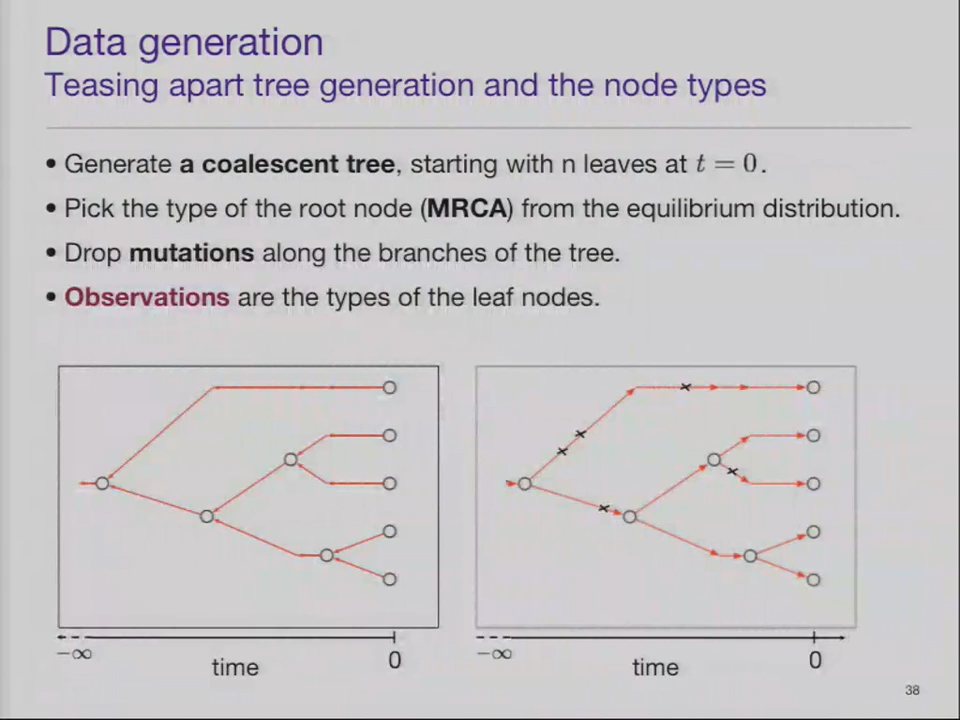 Data generation
Teasing apart tree generation and the node types
• Generate a coalescent tree, starting with n leaves at t = 0.
• Pick the type of the root node (MRCA) from the equilibrium distribution.
• Drop mutations along the branches of the tree.
• Observations are the types of the leaf nodes.
−∞ time 0
−∞ time 0
38